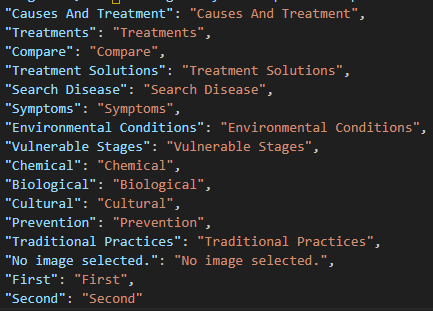 "Causes And Treatment": "Causes And Treatment",
"Treatments": "Treatments",
"Compare": "Compare",
"Treatment Solutions": "Treatment Solutions",
"Search Disease": "Search Disease",
"Symptoms": "Symptoms",
"Environmental Conditions": "Environmental Conditions",
"Vulnerable Stages": "Vulnerable Stages",
"Chemical": "Chemical",
"Biological": "Biological",
"Cultural": "Cultural",
"Prevention": "Prevention",
"Traditional Practices": "Traditional Practices",
"No image selected.": "No image selected.",
"First": "First",
"Second": "Second"